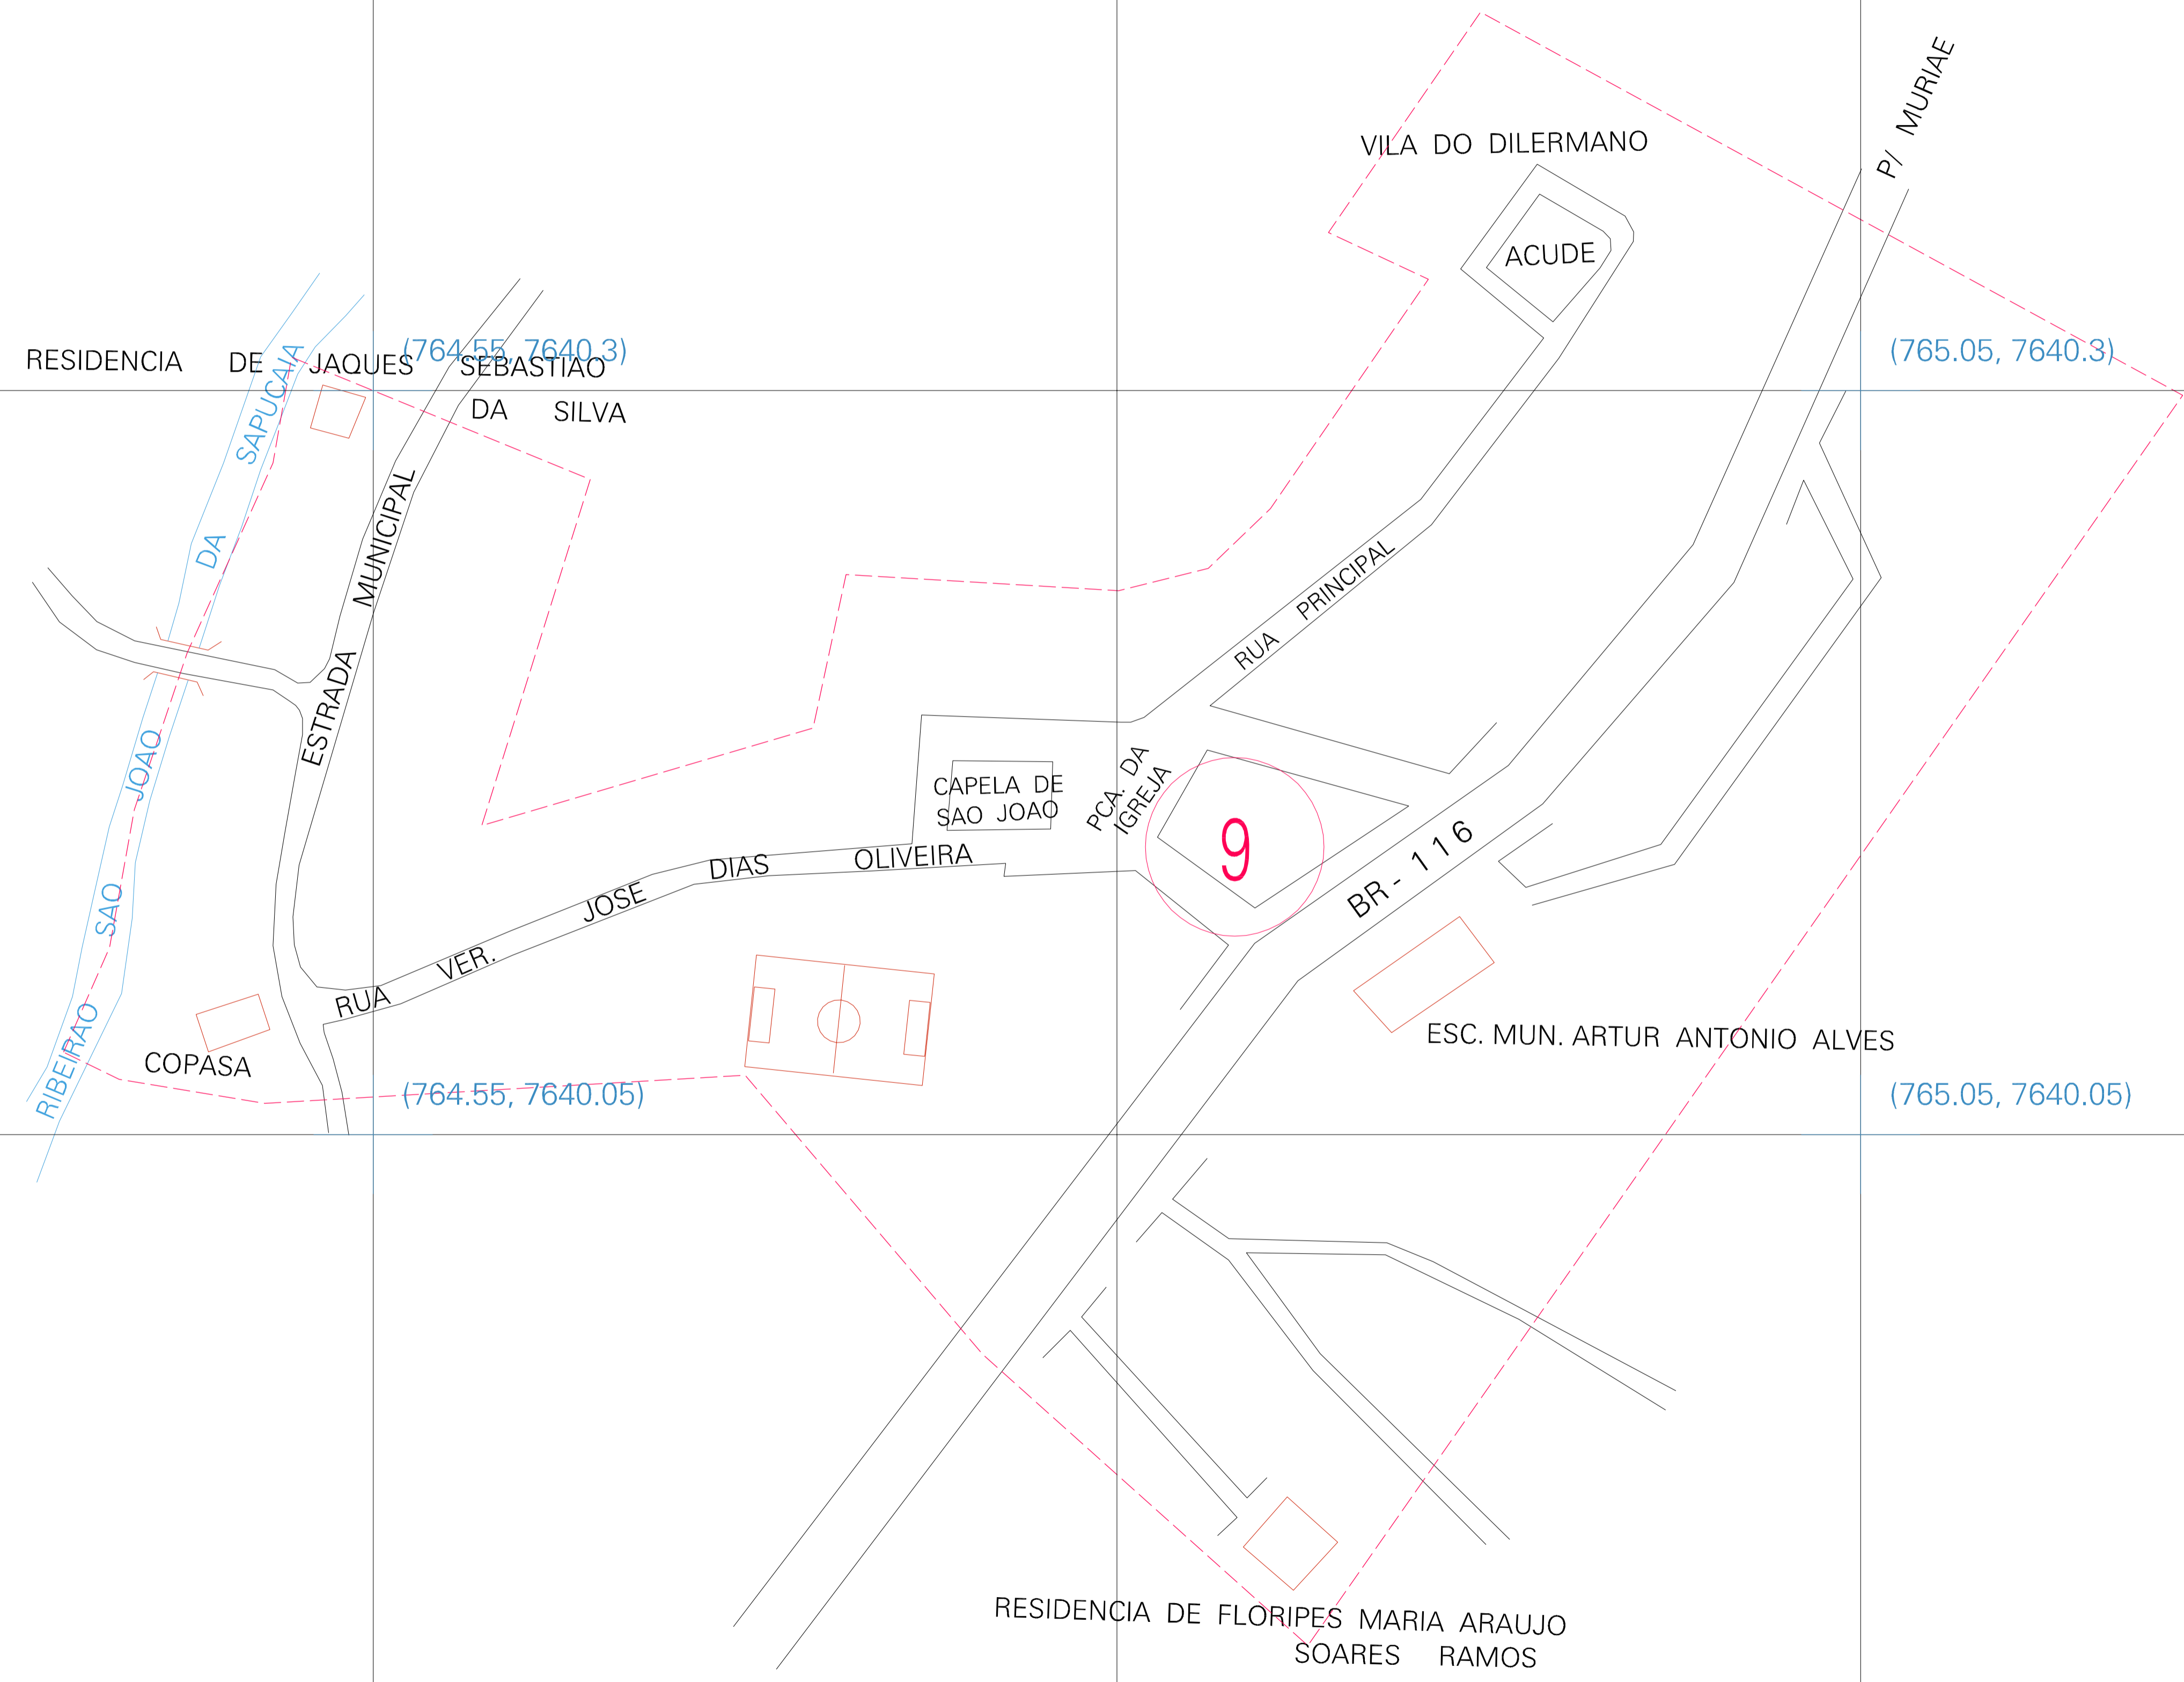 P/ MURIAE
VILA DO DILERMANO
ACUDE
(764.55, 7640.3)
(765.05, 7640.3)
RESIDENCIA DE JAQUES SEBASTIAO
DA SILVA
RIBEIRAO SAO JOAO DA SAPUCAIA
ESTRADA MUNICIPAL
RUA PRINCIPAL
CAPELA DE
SAO JOAO
PCA. DA
IGREJA
9
BR - 116
RUA VER. JOSE DIAS OLIVEIRA
ESC. MUN. ARTUR ANTONIO ALVES
COPASA
(764.55, 7640.05)
(765.05, 7640.05)
RESIDENCIA DE FLORIPES MARIA ARAUJO
SOARES RAMOS